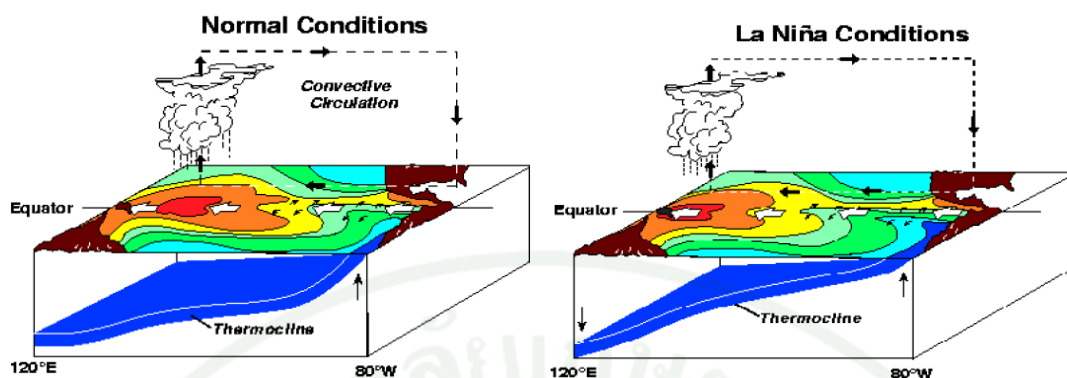 Normal Conditions
Convective
Circulation
Equator
Thermocline
120°E
80°W
La Niña Conditions
Equator
Thermocline
120°E
80°W